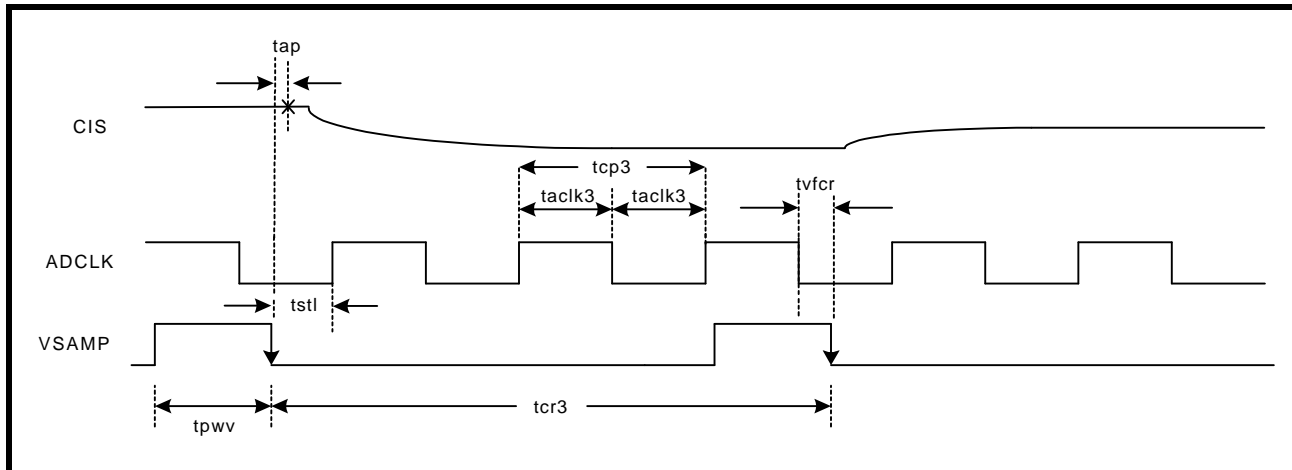 tap
CIS
tcp3
taclk3 taclk3
tvfcr
ADCLK
tstl
VSAMP
tpwv
tcr3